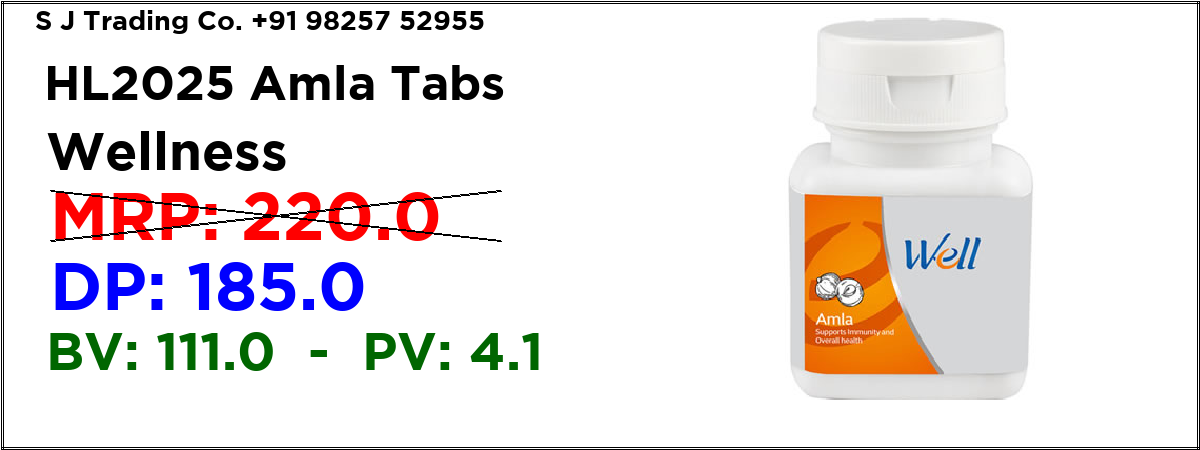 S J Trading Co. +91 98257 52955
HL2025 Amla Tabs
Wellness
MRP: 220.0
DP: 185.0
BV: 111.0 - PV: 4.1
Well
Amla
Supports Immunity and
Overall health